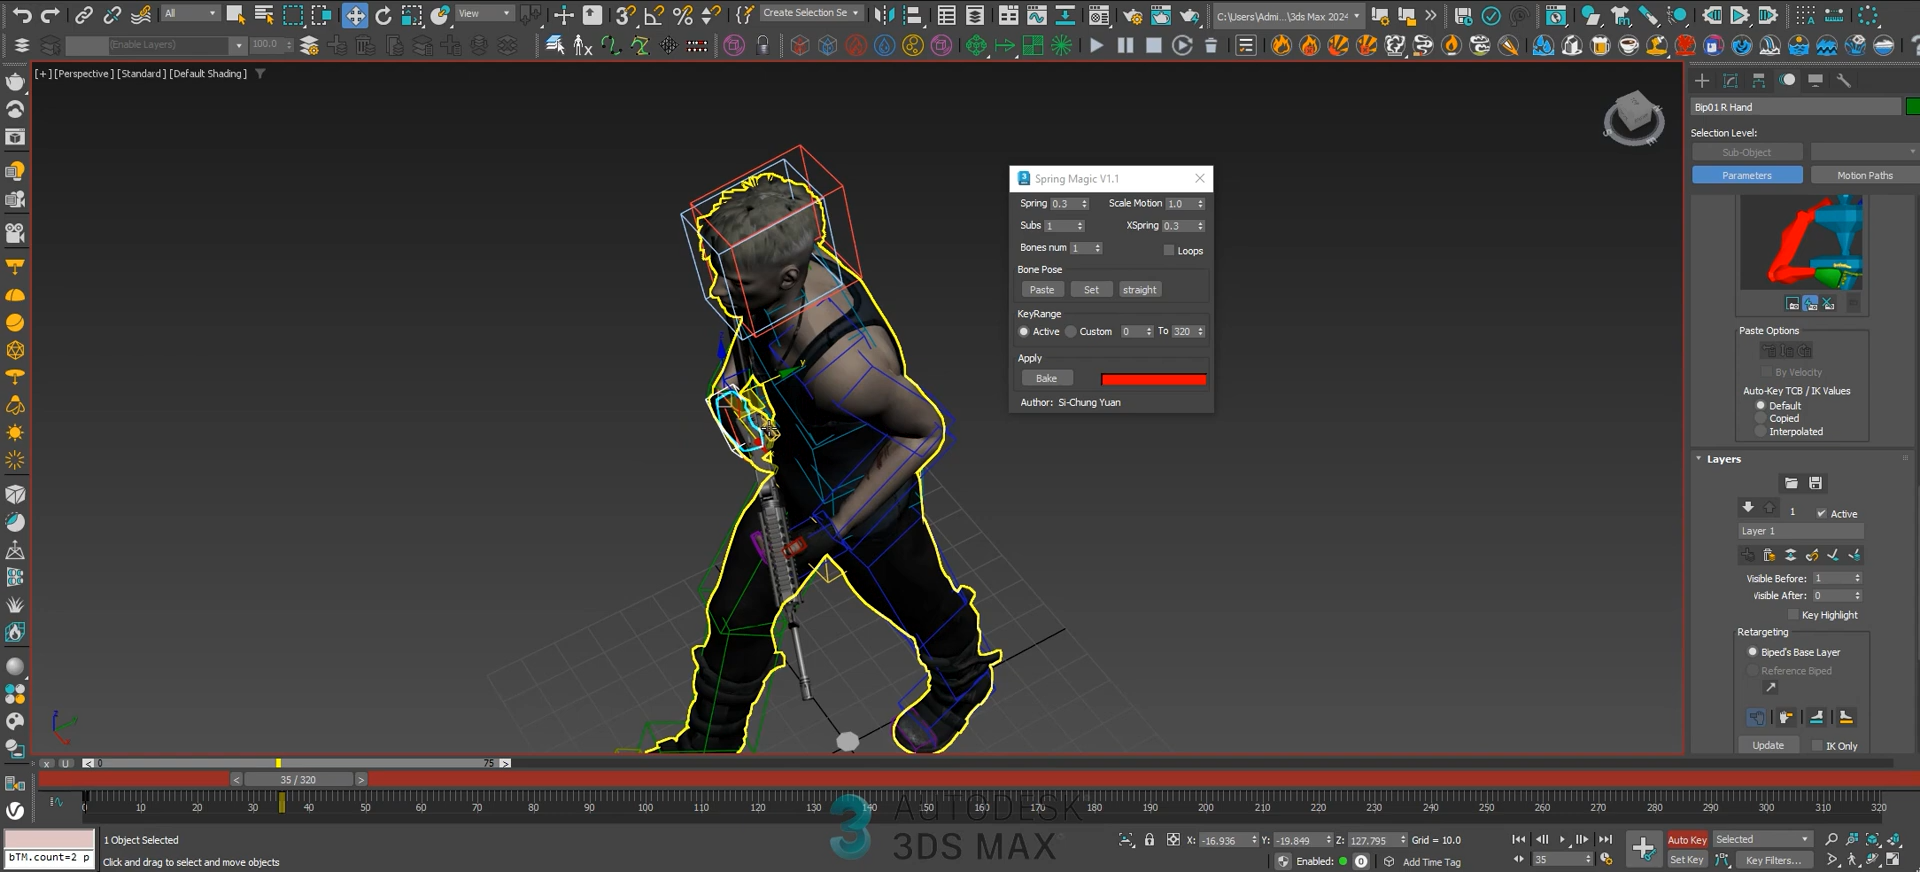 All
View
Create Selection Se
C:\Users\Admi...\3ds Max 2024
(Enable Layers)
100.0
[+] [Perspective] [Standard] [Default Shading]
Bip01 R Hand
Selection Level:
Sub-Object
Parameters
Motion Paths
Spring Magic V1.1
Spring 0.3
Scale Motion 1.0
Subs 1
XSpring 0.3
Bones num 1
Loops
Bone Pose
Paste
Set
straight
KeyRange
Active
Custom
0
To
320
Apply
Bake
Author: Si-Chung Yuan
Paste Options
By Velocity
Auto-Key TCB / IK Values
Default
Copied
Interpolated
Layers
1
Active
Layer 1
Visible Before: 1
Visible After: 0
Key Highlight
Retargeting
Biped's Base Layer
Reference Biped
Update
IK Only
y
x U < 0 75 >
< 35 / 320 >
0 10 20 30 40 50 60 70 80 90 100 110 120 130 140 150 160 170 180 190 200 210 220 230 240 250 260 270 280 290 300 310 320
AUTODESK
3DS MAX
1 Object Selected
bTM.count=2 p
Click and drag to select and move objects
X: -16.936 Y: -19.849 Z: 127.795 Grid = 10.0
Enabled:
0
Add Time Tag
35
Auto Key
Selected
Set Key
Key Filters...